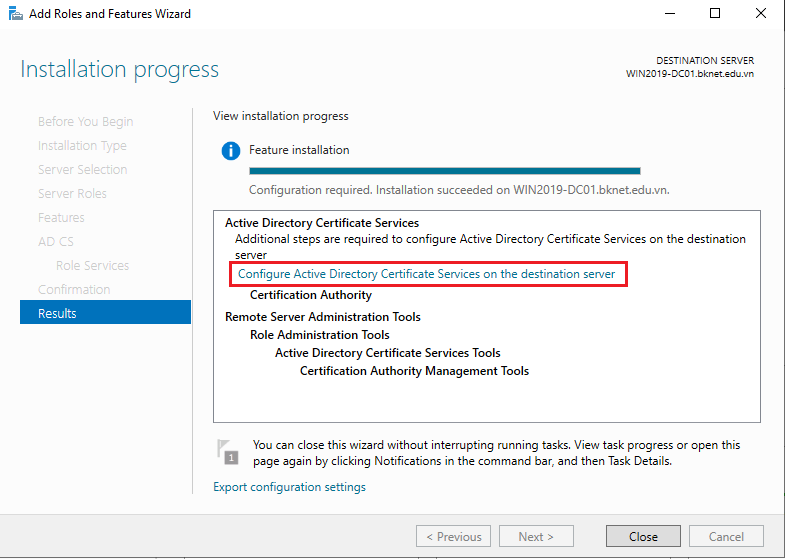 Add Roles and Features Wizard
Installation progress
DESTINATION SERVER
WIN2019-DC01.bknet.edu.vn
Before You Begin
Installation Type
Server Selection
Server Roles
Features
AD CS
Role Services
Confirmation
Results
View installation progress
Feature installation
Configuration required. Installation succeeded on WIN2019-DC01.bknet.edu.vn.
Active Directory Certificate Services
Additional steps are required to configure Active Directory Certificate Services on the destination
server
Configure Active Directory Certificate Services on the destination server
Certification Authority
Remote Server Administration Tools
Role Administration Tools
Active Directory Certificate Services Tools
Certification Authority Management Tools
1
You can close this wizard without interrupting running tasks. View task progress or open this
page again by clicking Notifications in the command bar, and then Task Details.
Export configuration settings
< Previous
Next >
Close
Cancel